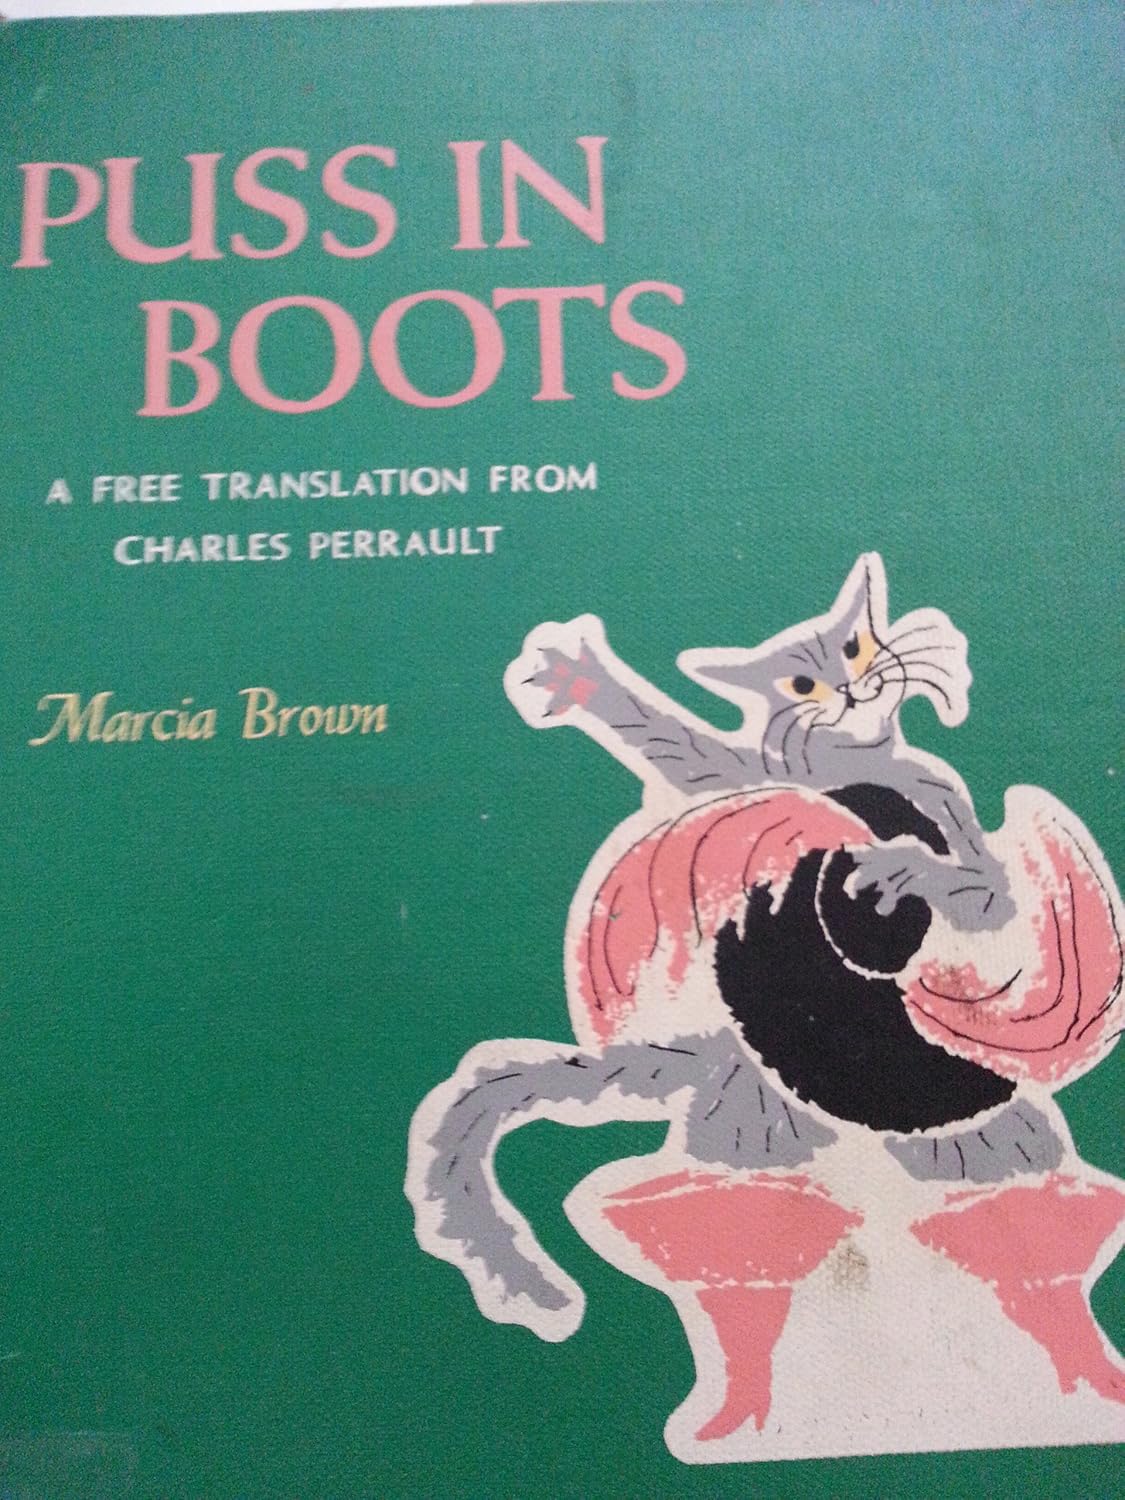 PUSS IN
BOOTS
A FREE TRANSLATION FROM
CHARLES PERRAULT
Marcia Brown